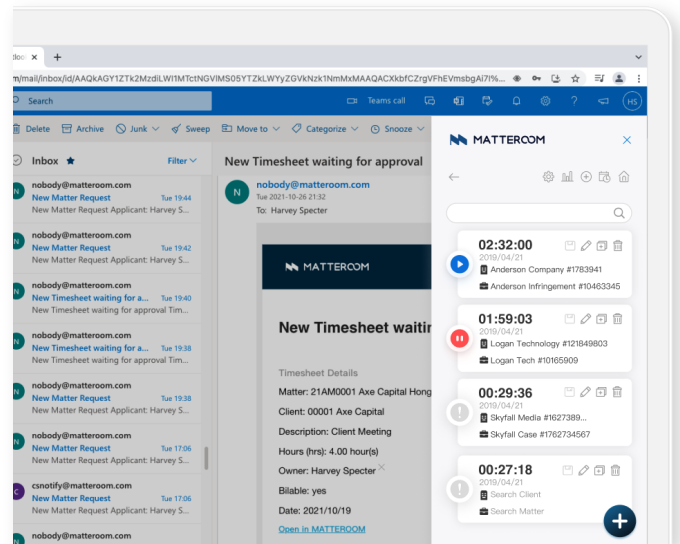 m/mail/inbox/id/AAQkAGY1ZTk2MzdiLWI1MTctNGVlMS05YTZkLWYyZGVkNzk1NmMxMAAQACXkbfCZrgVFhEVmsbgAi7I%...
Search
Teams call
HS
Delete Archive Junk Sweep Move to Categorize Snooze
Inbox Filter
nobody@matteroom.com
New Matter Request Tue 19:44
New Matter Request Applicant: Harvey S...
nobody@matteroom.com
New Matter Request Tue 19:42
New Matter Request Applicant: Harvey S...
nobody@matteroom.com
New Timesheet waiting for a... Tue 19:40
New Timesheet waiting for approval Tim...
nobody@matteroom.com
New Timesheet waiting for a... Tue 19:38
New Timesheet waiting for approval Tim...
nobody@matteroom.com
New Matter Request Tue 19:38
New Matter Request Applicant: Harvey S...
nobody@matteroom.com
New Matter Request Tue 17:06
New Matter Request Applicant: Harvey S...
csnotify@matteroom.com
New Matter Request Tue 17:06
New Matter Request Applicant: Harvey S...
nobody@matteroom.com
New Timesheet waiting for approval
N
nobody@matteroom.com
Tue 2021-10-26 21:32
To: Harvey Specter
MATTEROOM
New Timesheet waitin
Timesheet Details
Matter: 21AM0001 Axe Capital Hong
Client: 00001 Axe Capital
Description: Client Meeting
Hours (hrs): 4.00 hour(s)
Owner: Harvey Specter
Bilable: yes
Date: 2021/10/19
Open in MATTEROOM
MATTEROOM
02:32:00
2019/04/21
Anderson Company #1783941
Anderson Infringement #10463345
01:59:03
2019/04/21
Logan Technology #121849803
Logan Tech #10165909
00:29:36
2019/04/21
Skyfall Media #1627389...
Skyfall Case #1762734567
00:27:18
2019/04/21
Search Client
Search Matter